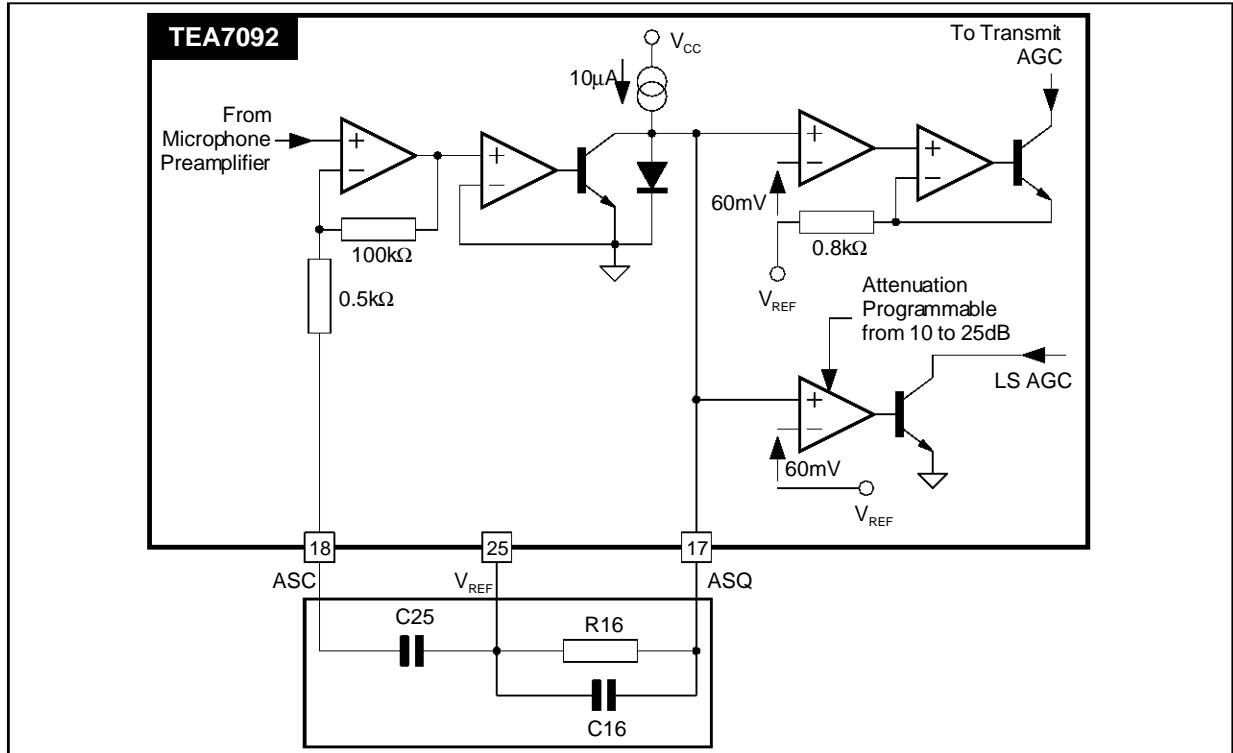 TEA7092
From
Microphone
Preamplifier
+
−
100kΩ
0.5kΩ
+
−
10μA
VCC
To Transmit
AGC
+
−
60mV
+
−
0.8kΩ
VREF
Attenuation
Programmable
from 10 to 25dB
+
−
60mV
VREF
LS AGC
18
25
17
ASC
VREF
ASQ
C25
R16
C16